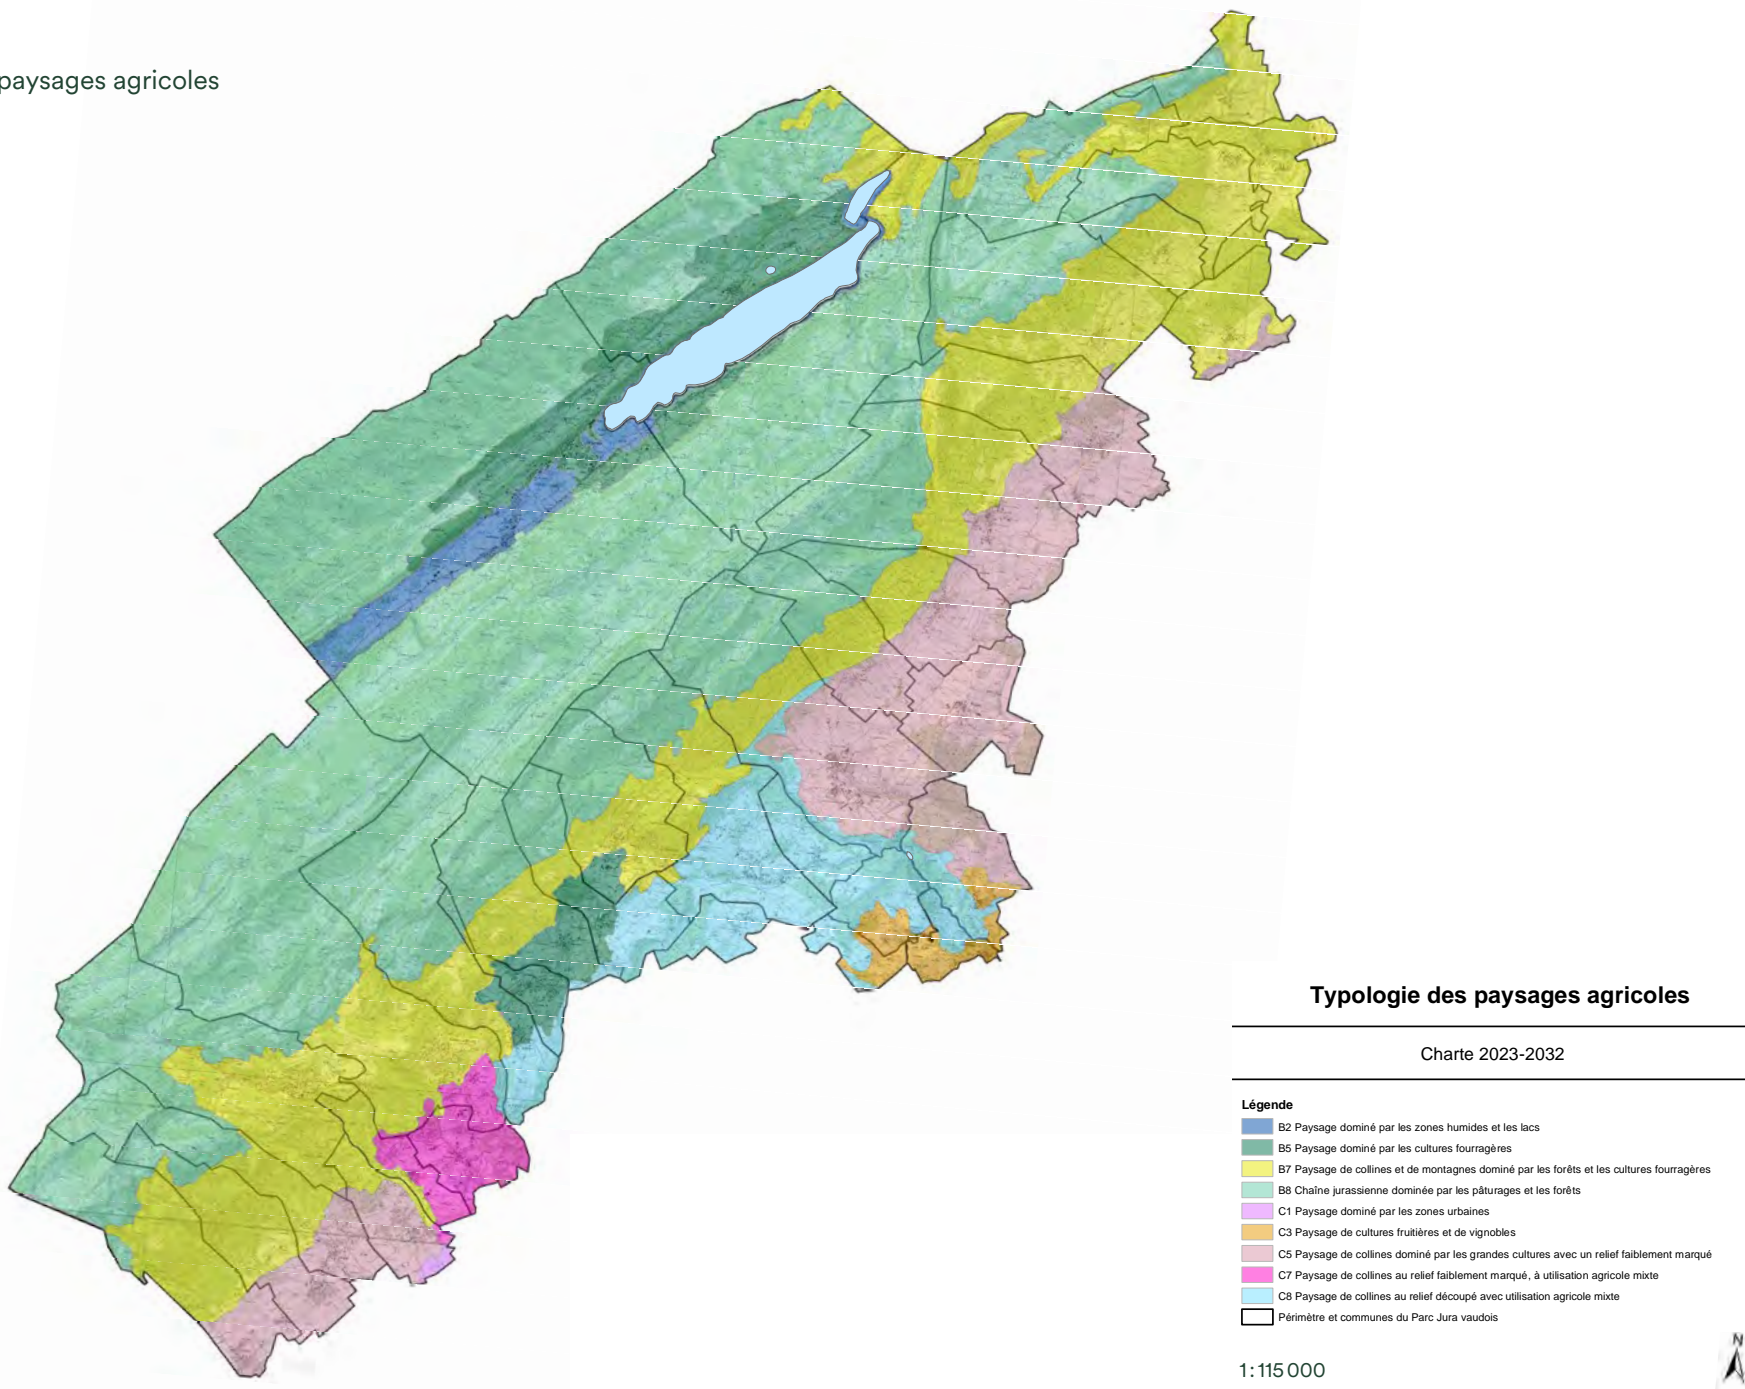 paysages agricoles
Typologie des paysages agricoles
Charte 2023-2032
Légende
B2 Paysage dominé par les zones humides et les lacs
B5 Paysage dominé par les cultures fourragères
B7 Paysage de collines et de montagnes dominé par les forêts et les cultures fourragères
B8 Chaîne jurassienne dominée par les pâturages et les forêts
C1 Paysage dominé par les zones urbaines
C3 Paysage de cultures fruitières et de vignobles
C5 Paysage de collines dominé par les grandes cultures avec un relief faiblement marqué
C7 Paysage de collines au relief faiblement marqué, à utilisation agricole mixte
C8 Paysage de collines au relief découpé avec utilisation agricole mixte
Périmètre et communes du Parc Jura vaudois
N
1:115 000